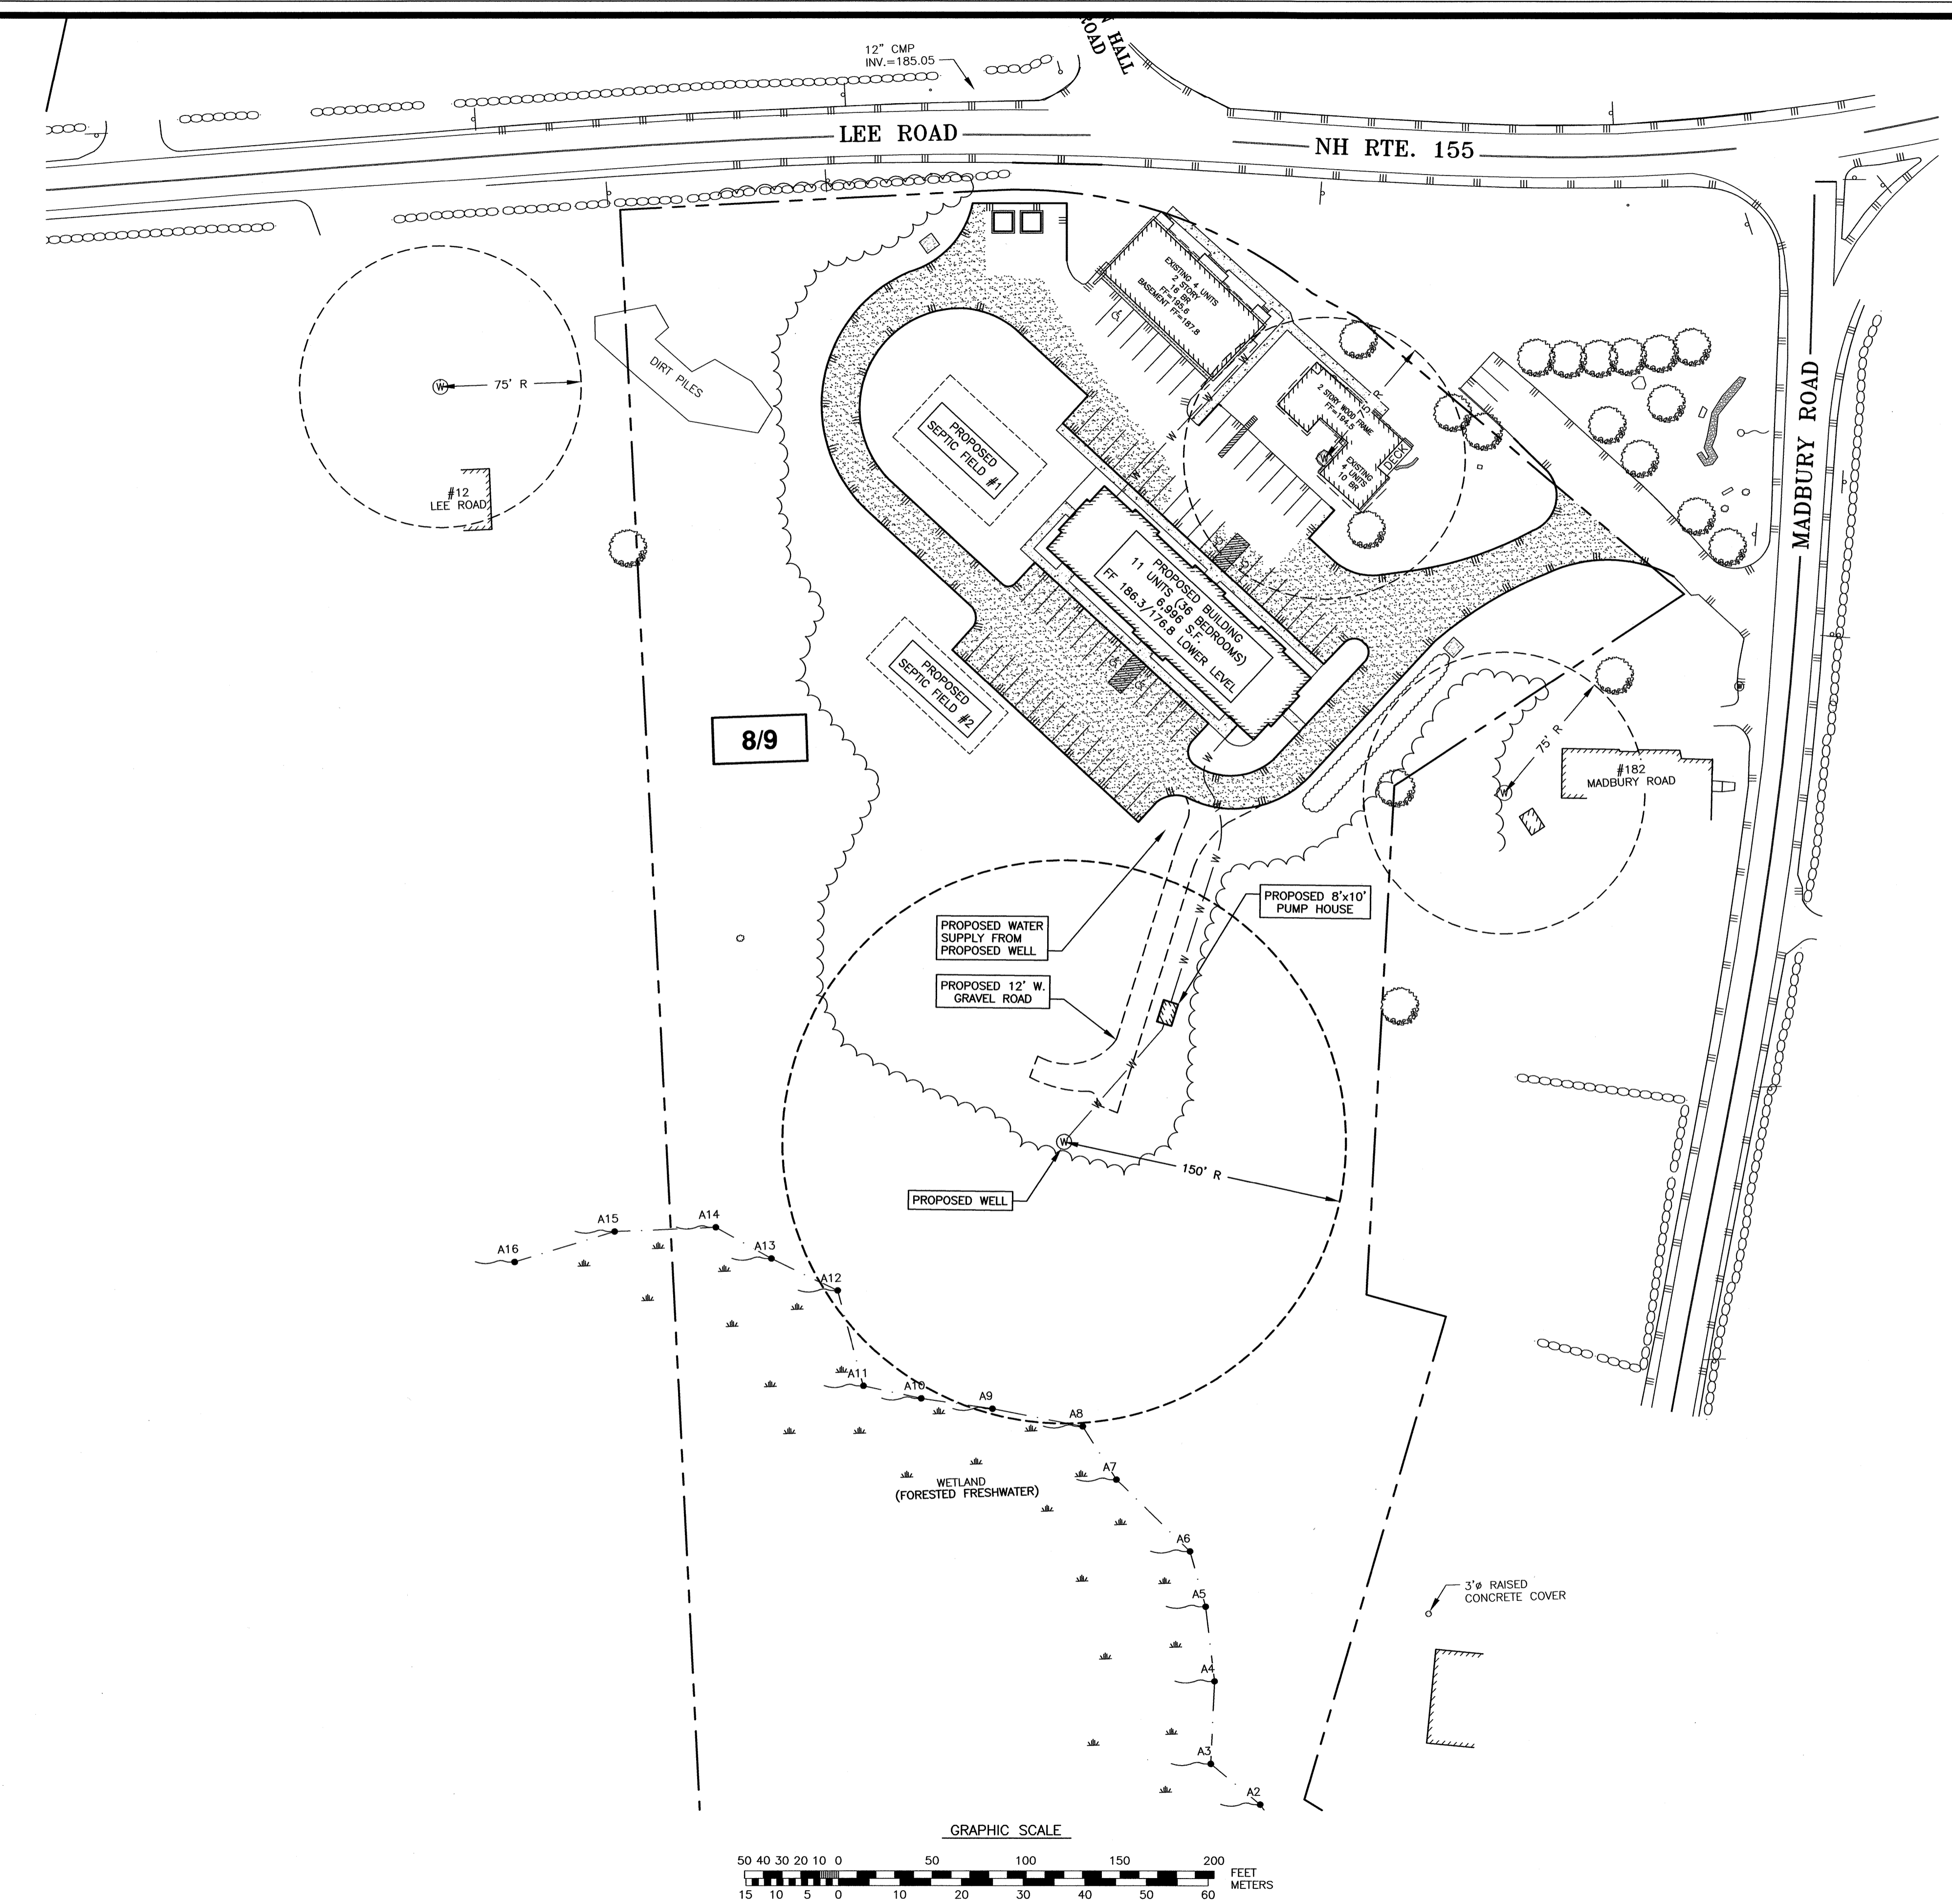 12" CMP
INV.=185.05
HALL
ROAD
LEE ROAD
NH RTE. 155
MADBURY ROAD
75' R
DIRT PILES
#12
LEE ROAD
EXISTING 4 UNITS
2 STORY
16 BR
FF=195.6
BASEMENT FF=187.8
W
W
W
W
2 STORY WOOD FRAME
FF=194.5
75' R
DECK
EXISTING
4 UNITS
10 BR
W
PROPOSED
SEPTIC FIELD #1
PROPOSED BUILDING
11 UNITS (36 BEDROOMS)
6,996 S.F.
FF 186.3/176.8 LOWER LEVEL
PROPOSED
SEPTIC FIELD #2
8/9
75' R
W
#182
MADBURY ROAD
W
W
W
W
W
W
W
PROPOSED 8'x10'
PUMP HOUSE
PROPOSED WATER
SUPPLY FROM
PROPOSED WELL
PROPOSED 12' W.
GRAVEL ROAD
W
150' R
PROPOSED WELL
A16
A15
A14
A13
A12
A11
A10
A9
A8
A7
WETLAND
(FORESTED FRESHWATER)
A6
A5
A4
A3
A2
3'ø RAISED
CONCRETE COVER
GRAPHIC SCALE
50 40 30 20 10 0 50 100 150 200
FEET
METERS
15 10 5 0 10 20 30 40 50 60